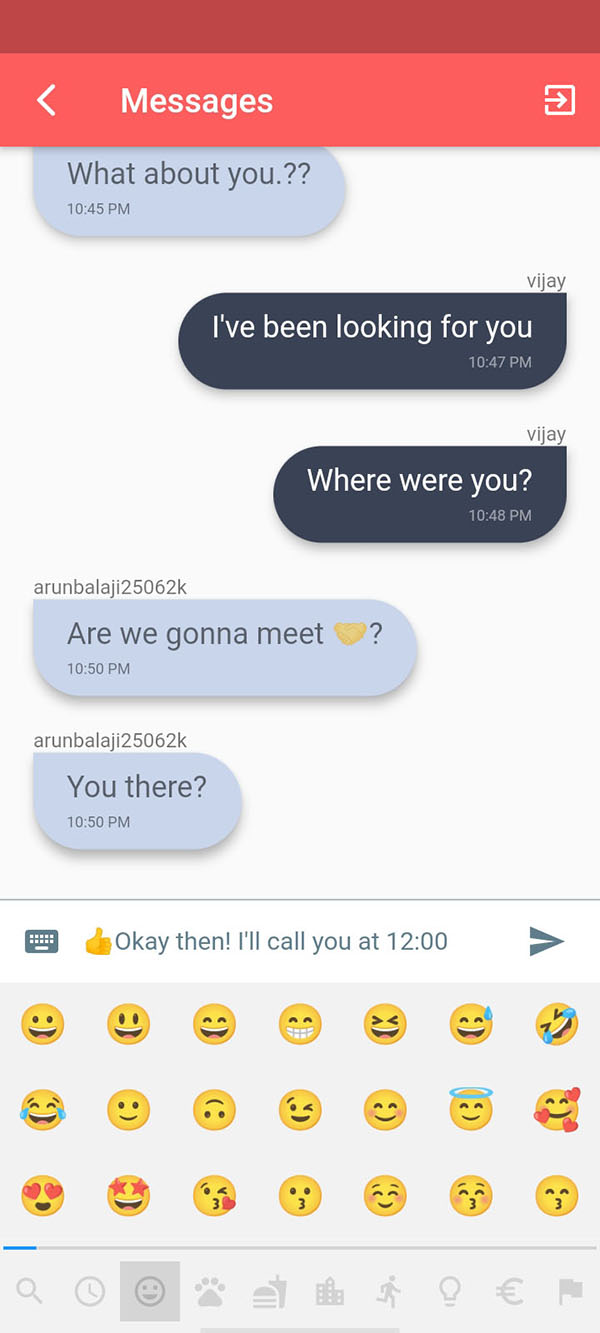 Messages
What about you.??
10:45 PM
vijay
I've been looking for you
10:47 PM
vijay
Where were you?
10:48 PM
arunbalaji25062k
Are we gonna meet 🤝?
10:50 PM
arunbalaji25062k
You there?
10:50 PM
👍Okay then! I'll call you at 12:00